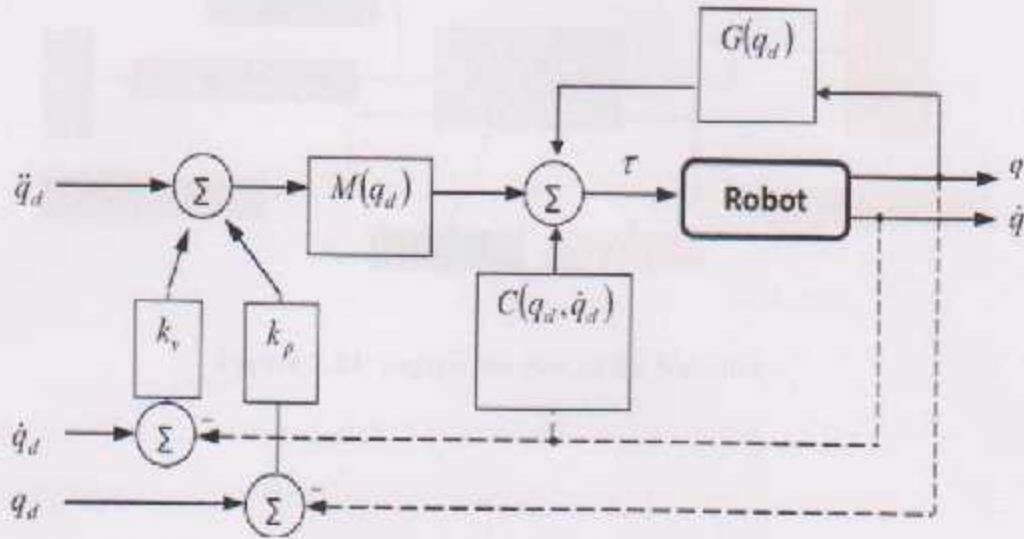 G(q_d)
q̈_d
Σ
M(q_d)
Σ
τ
Robot
q
q̇
k_v
k_p
C(q_d, q̇_d)
q̇_d
Σ
-
q_d
Σ
-